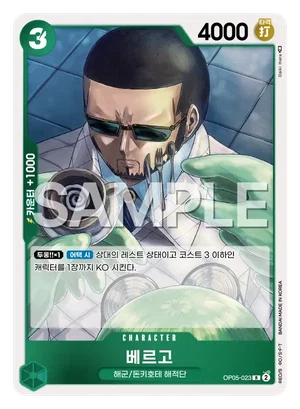 3
4000
타격
打
카운터 +1000
SAMPLE
두웅!!×1 어택 시 상대의 레스트 상태이고 코스트 3 이하인
캐릭터를 1장까지 KO 시킨다.
CHARACTER
베르고
해군/돈키호테 해적단
OP05-023 R 2